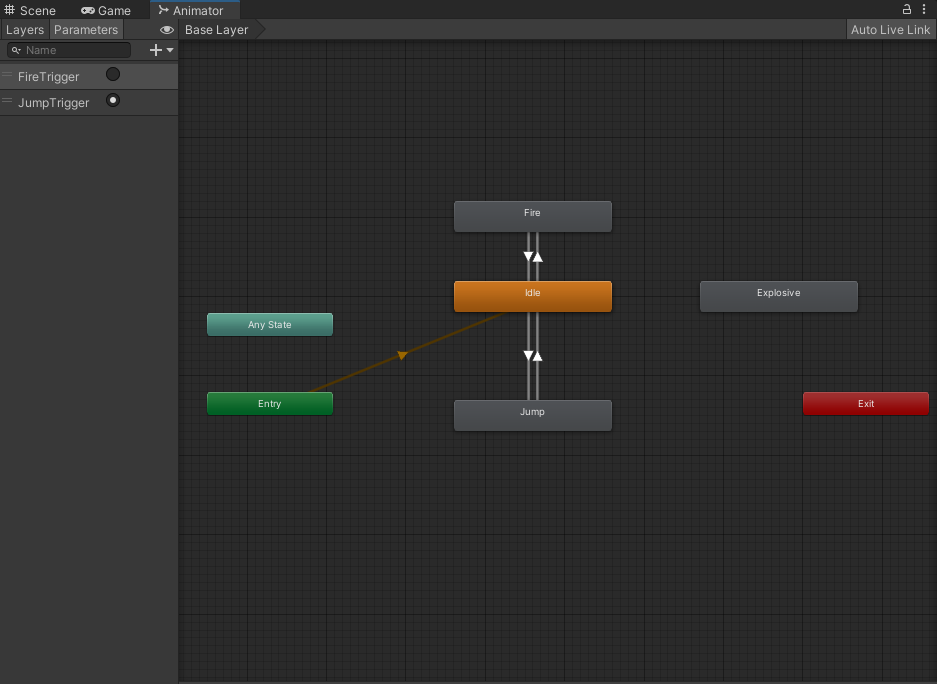 Scene Game Animator
Layers Parameters Base Layer Auto Live Link
Name
FireTrigger
JumpTrigger
Fire
Idle
Explosive
Any State
Entry
Jump
Exit